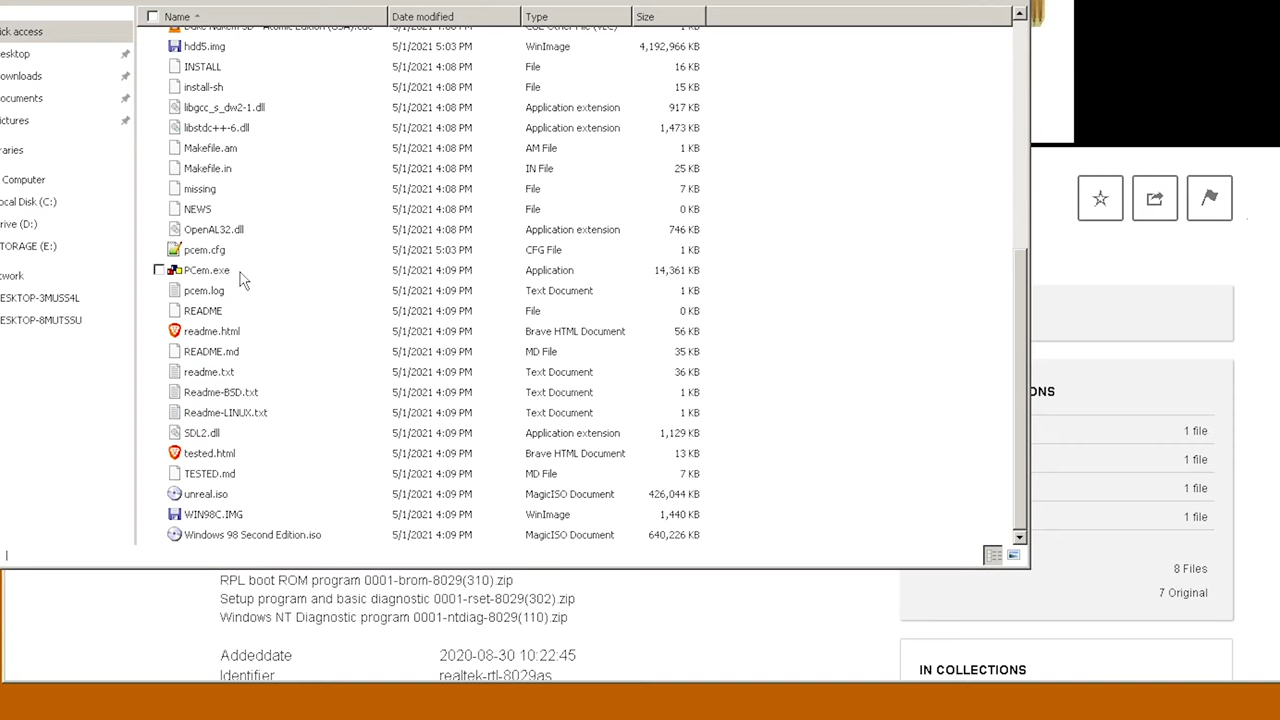 Name Date modified Type Size
ick access
esktop
ownloads
ocuments
ictures
raries
Computer
ocal Disk (C:)
rive (D:)
TORAGE (E:)
twork
ESKTOP-3MUSS4L
ESKTOP-8MUTSSU
hdd5.img 5/1/2021 5:03 PM WinImage 4,192,966 KB
INSTALL 5/1/2021 4:08 PM File 16 KB
install-sh 5/1/2021 4:08 PM File 15 KB
libgcc_s_dw2-1.dll 5/1/2021 4:08 PM Application extension 917 KB
libstdc++-6.dll 5/1/2021 4:08 PM Application extension 1,473 KB
Makefile.am 5/1/2021 4:08 PM AM File 1 KB
Makefile.in 5/1/2021 4:08 PM IN File 25 KB
missing 5/1/2021 4:08 PM File 7 KB
NEWS 5/1/2021 4:08 PM File 0 KB
OpenAL32.dll 5/1/2021 4:08 PM Application extension 746 KB
pcem.cfg 5/1/2021 5:03 PM CFG File 1 KB
PCem.exe 5/1/2021 4:09 PM Application 14,361 KB
pcem.log 5/1/2021 4:09 PM Text Document 1 KB
README 5/1/2021 4:09 PM File 0 KB
readme.html 5/1/2021 4:09 PM Brave HTML Document 56 KB
README.md 5/1/2021 4:09 PM MD File 35 KB
readme.txt 5/1/2021 4:09 PM Text Document 36 KB
Readme-BSD.txt 5/1/2021 4:09 PM Text Document 1 KB
Readme-LINUX.txt 5/1/2021 4:09 PM Text Document 1 KB
SDL2.dll 5/1/2021 4:09 PM Application extension 1,129 KB
tested.html 5/1/2021 4:09 PM Brave HTML Document 13 KB
TESTED.md 5/1/2021 4:09 PM MD File 7 KB
unreal.iso 5/1/2021 4:09 PM MagicISO Document 426,044 KB
WIN98C.IMG 5/1/2021 4:09 PM WinImage 1,440 KB
Windows 98 Second Edition.iso 5/1/2021 4:09 PM MagicISO Document 640,226 KB
RPL boot ROM program 0001-brom-8029(310).zip
Setup program and basic diagnostic 0001-rset-8029(302).zip
Windows NT Diagnostic program 0001-ntdiag-8029(110).zip
Addeddate 2020-08-30 10:22:45
Identifier realtek-rtl-8029as
ONS
1 file
1 file
1 file
1 file
8 Files
7 Original
IN COLLECTIONS